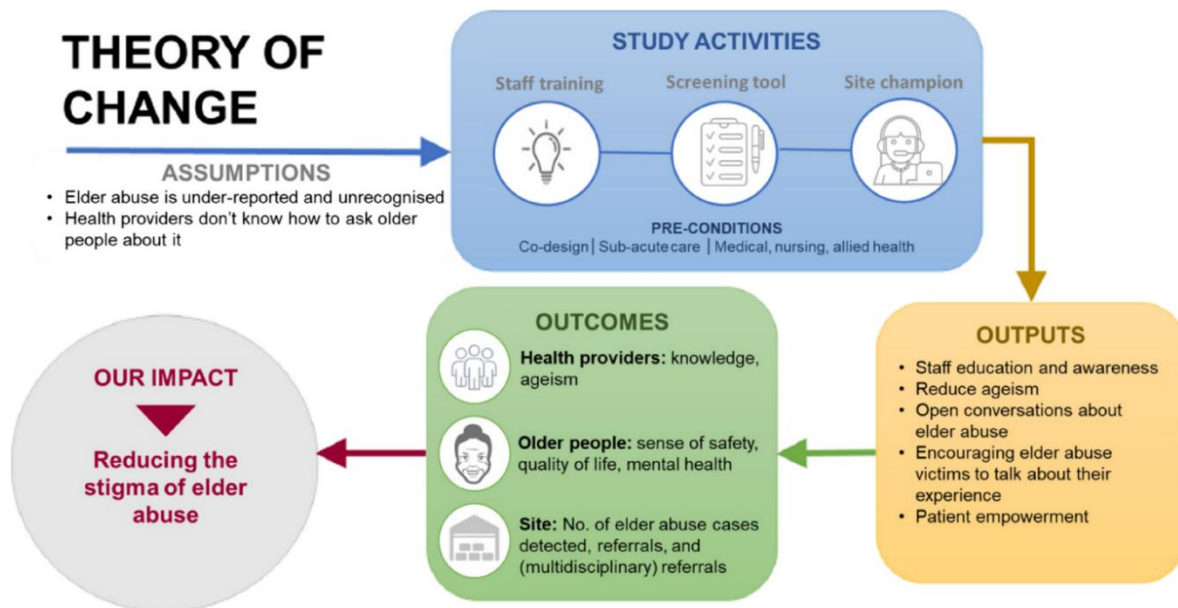 THEORY OF
CHANGE
ASSUMPTIONS
• Elder abuse is under-reported and unrecognised
• Health providers don't know how to ask older
people about it
STUDY ACTIVITIES
Staff training
Screening tool
Site champion
PRE-CONDITIONS
Co-design| Sub-acute care | Medical, nursing, allied health
OUTPUTS
• Staff education and awareness
• Reduce ageism
• Open conversations about
elder abuse
• Encouraging elder abuse
victims to talk about their
experience
• Patient empowerment
OUTCOMES
Health providers: knowledge,
ageism
Older people: sense of safety,
quality of life, mental health
Site: No. of elder abuse cases
detected, referrals, and
(multidisciplinary) referrals
OUR IMPACT
Reducing the
stigma of elder
abuse